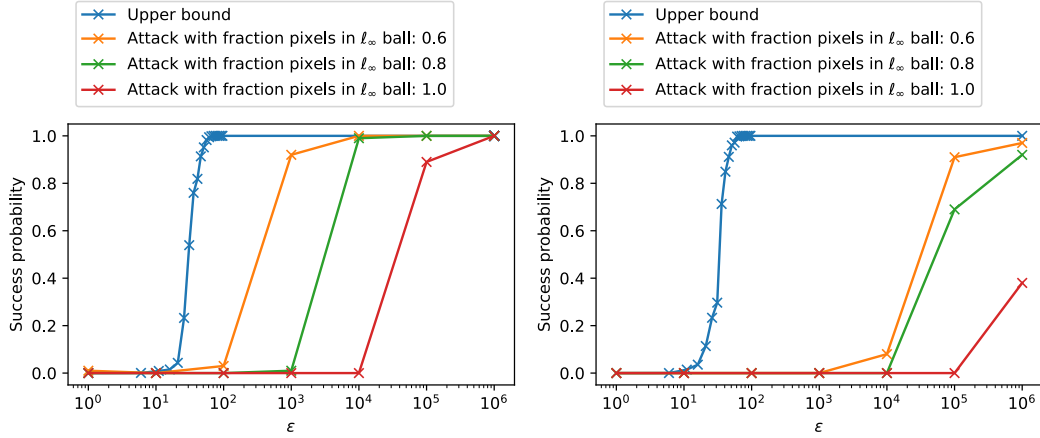 Upper bound
Attack with fraction pixels in ℓ∞ ball: 0.6
Attack with fraction pixels in ℓ∞ ball: 0.8
Attack with fraction pixels in ℓ∞ ball: 1.0
1.0
0.8
0.6
0.4
0.2
0.0
Success probability
10⁰ 10¹ 10² 10³ 10⁴ 10⁵ 10⁶
ε
Upper bound
Attack with fraction pixels in ℓ∞ ball: 0.6
Attack with fraction pixels in ℓ∞ ball: 0.8
Attack with fraction pixels in ℓ∞ ball: 1.0
1.0
0.8
0.6
0.4
0.2
0.0
Success probability
10⁰ 10¹ 10² 10³ 10⁴ 10⁵ 10⁶
ε